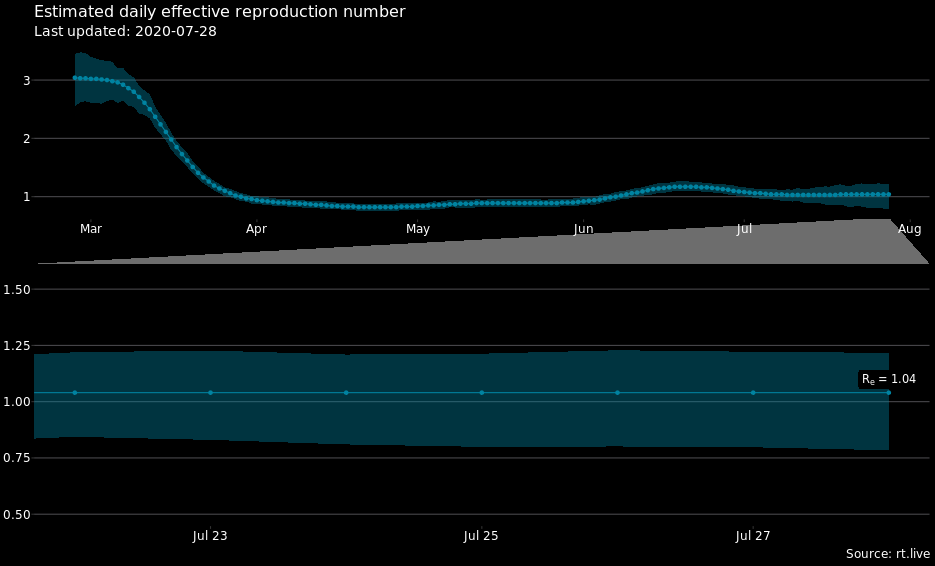 Estimated daily effective reproduction number
Last updated: 2020-07-28
3
2
1
Mar Apr May Jun Jul Aug
1.50
1.25
Re = 1.04
1.00
0.75
0.50
Jul 23 Jul 25 Jul 27
Source: rt.live